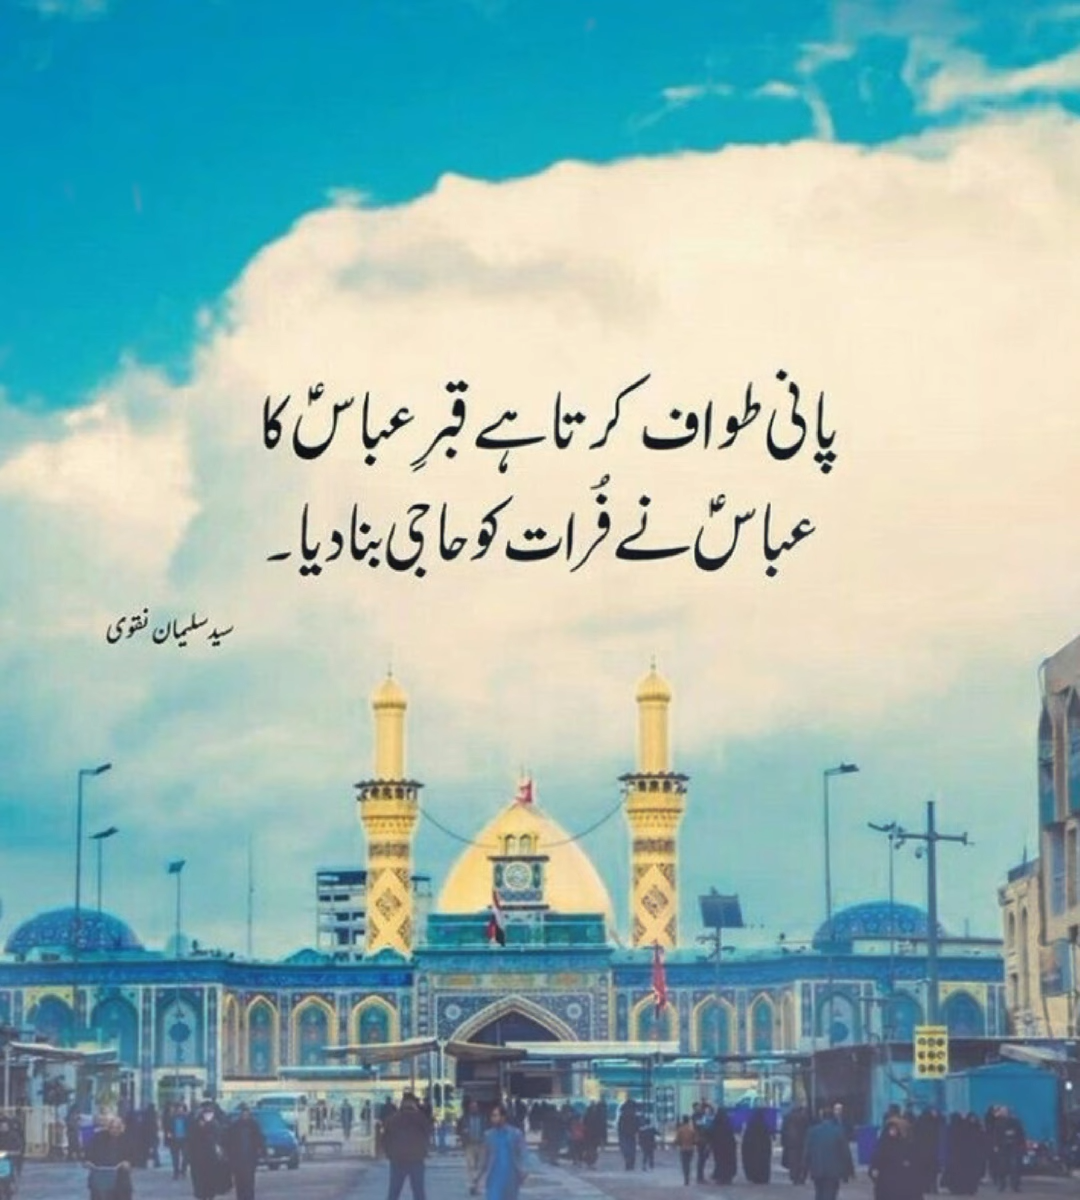 پانی طواف کرتا ہے قبرِ عباسؑ کا
عباسؑ نے فُرات کو حاجی بنا دیا۔
سید سلیمان نقوی